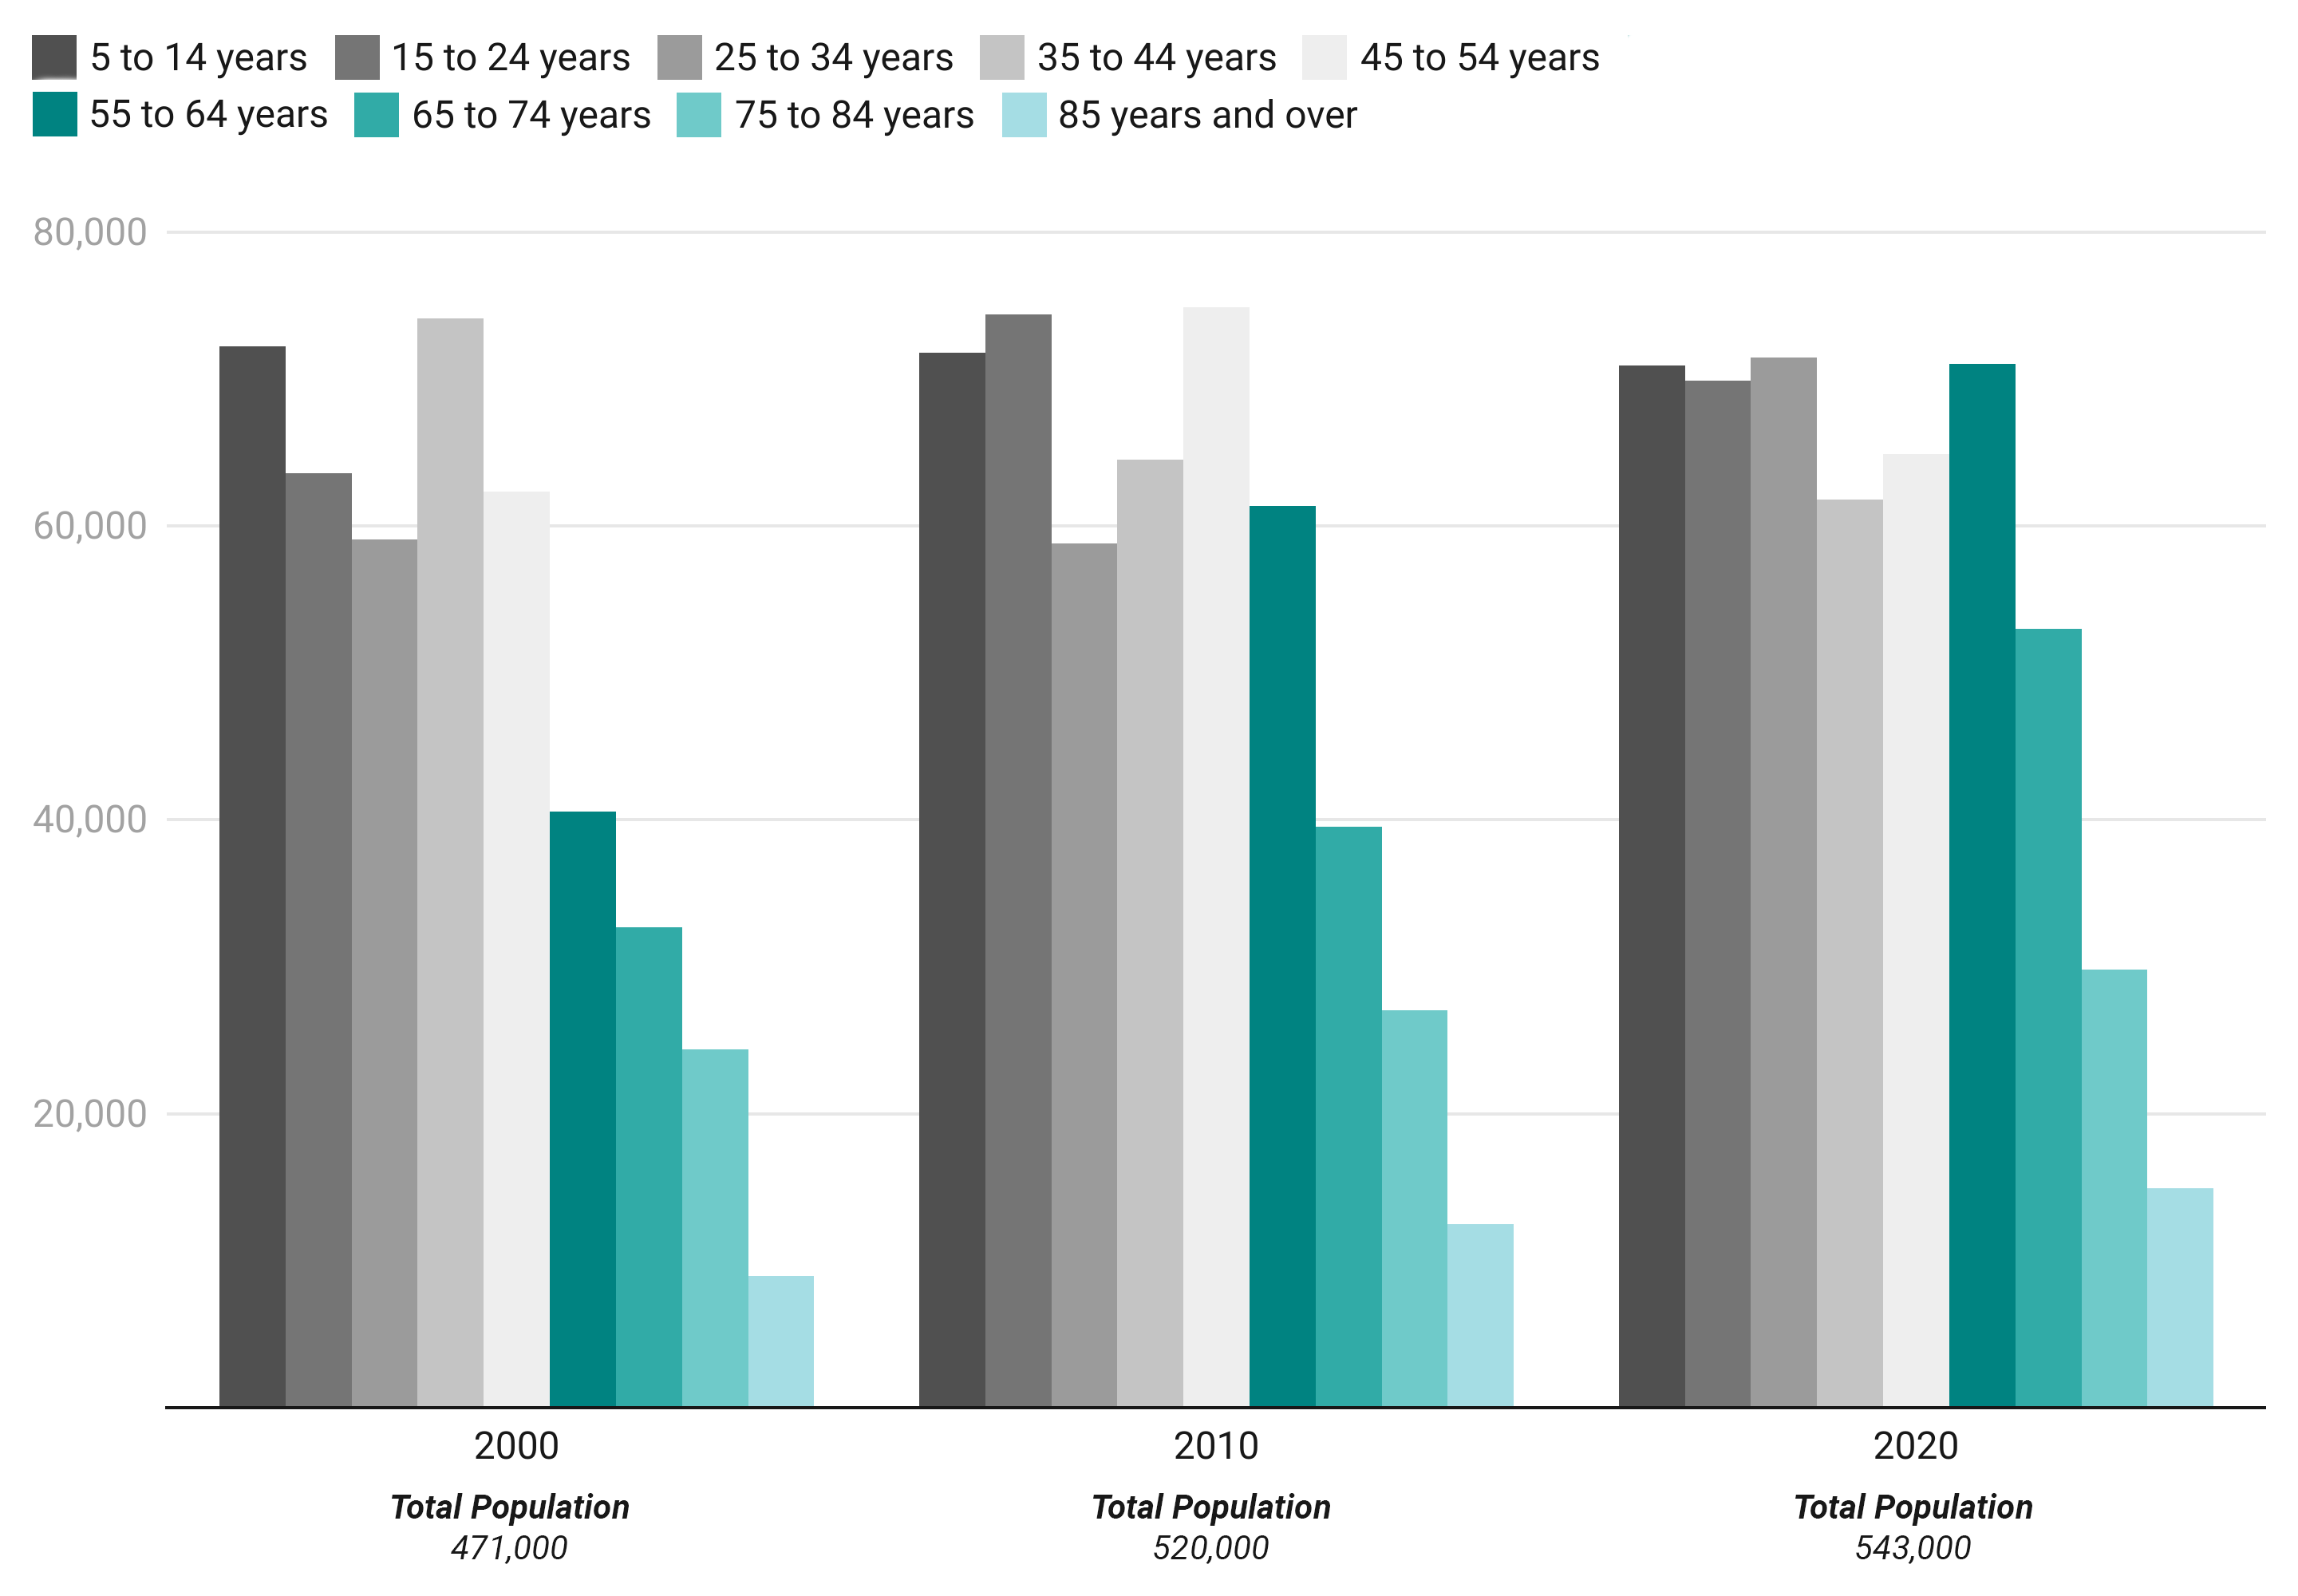 5 to 14 years 15 to 24 years 25 to 34 years 35 to 44 years 45 to 54 years
55 to 64 years 65 to 74 years 75 to 84 years 85 years and over
80,000
60,000
40,000
20,000
2000 2010 2020
Total Population Total Population Total Population
471,000 520,000 543,000